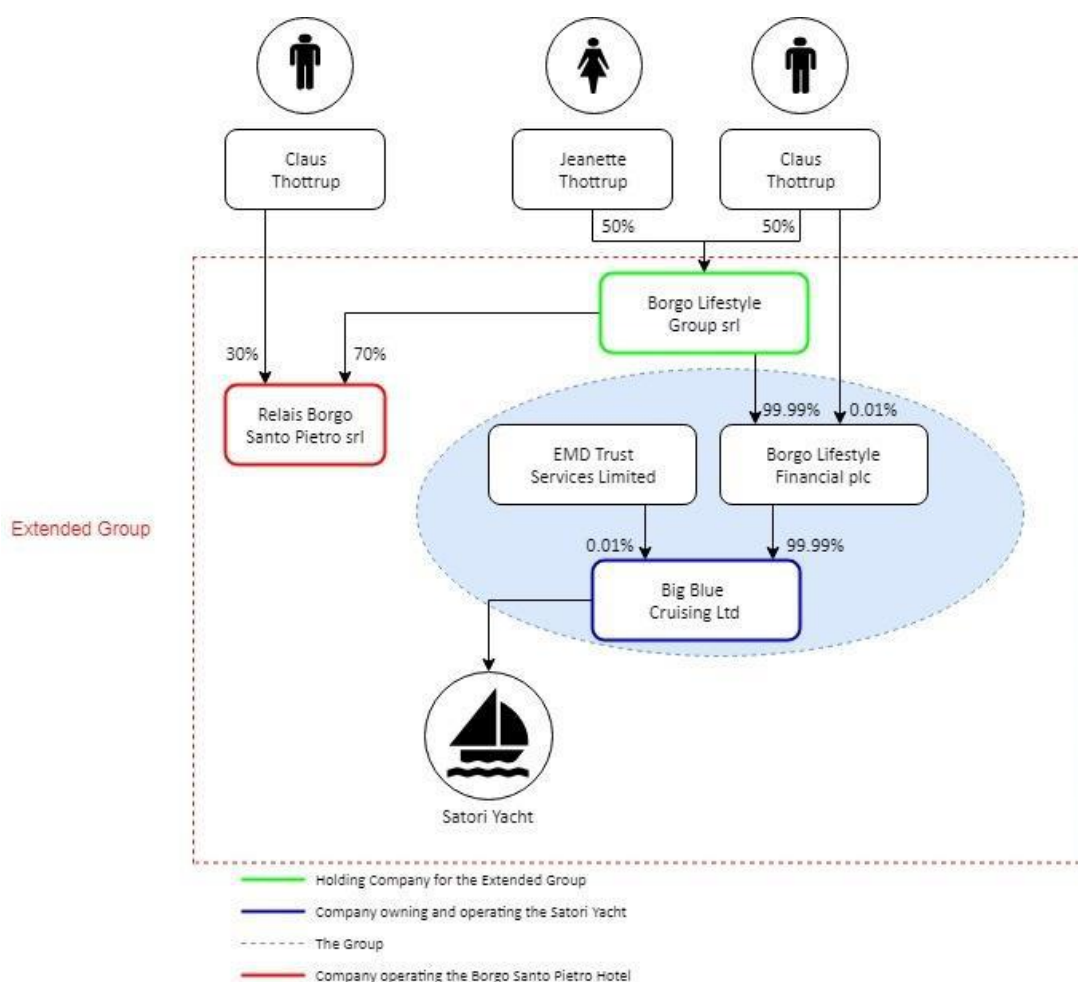 Claus
Thottrup
Jeanette
Thottrup
Claus
Thottrup
50%
50%
Borgo Lifestyle
Group srl
30%
70%
Relais Borgo
Santo Pietro srl
99.99%
0.01%
EMD Trust
Services Limited
Borgo Lifestyle
Financial plc
Extended Group
0.01%
99.99%
Big Blue
Cruising Ltd
Satori Yacht
Holding Company for the Extended Group
Company owning and operating the Satori Yacht
The Group
Company operating the Borgo Santo Pietro Hotel